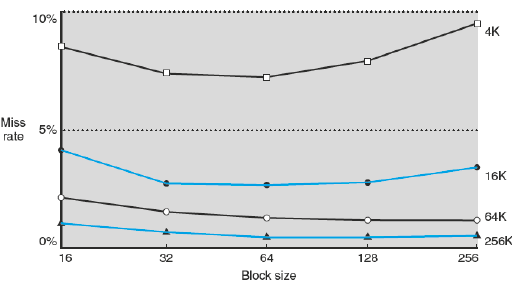 10%
4K
Miss
rate
5%
16K
64K
0%
256K
16 32 64 128 256
Block size